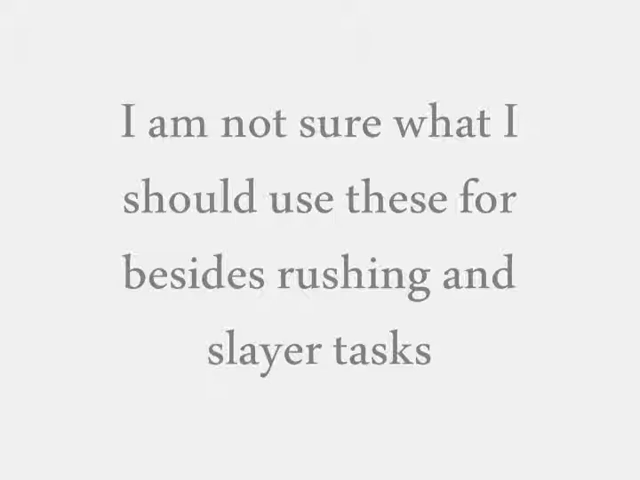 I am not sure what I
should use these for
besides rushing and
slayer tasks